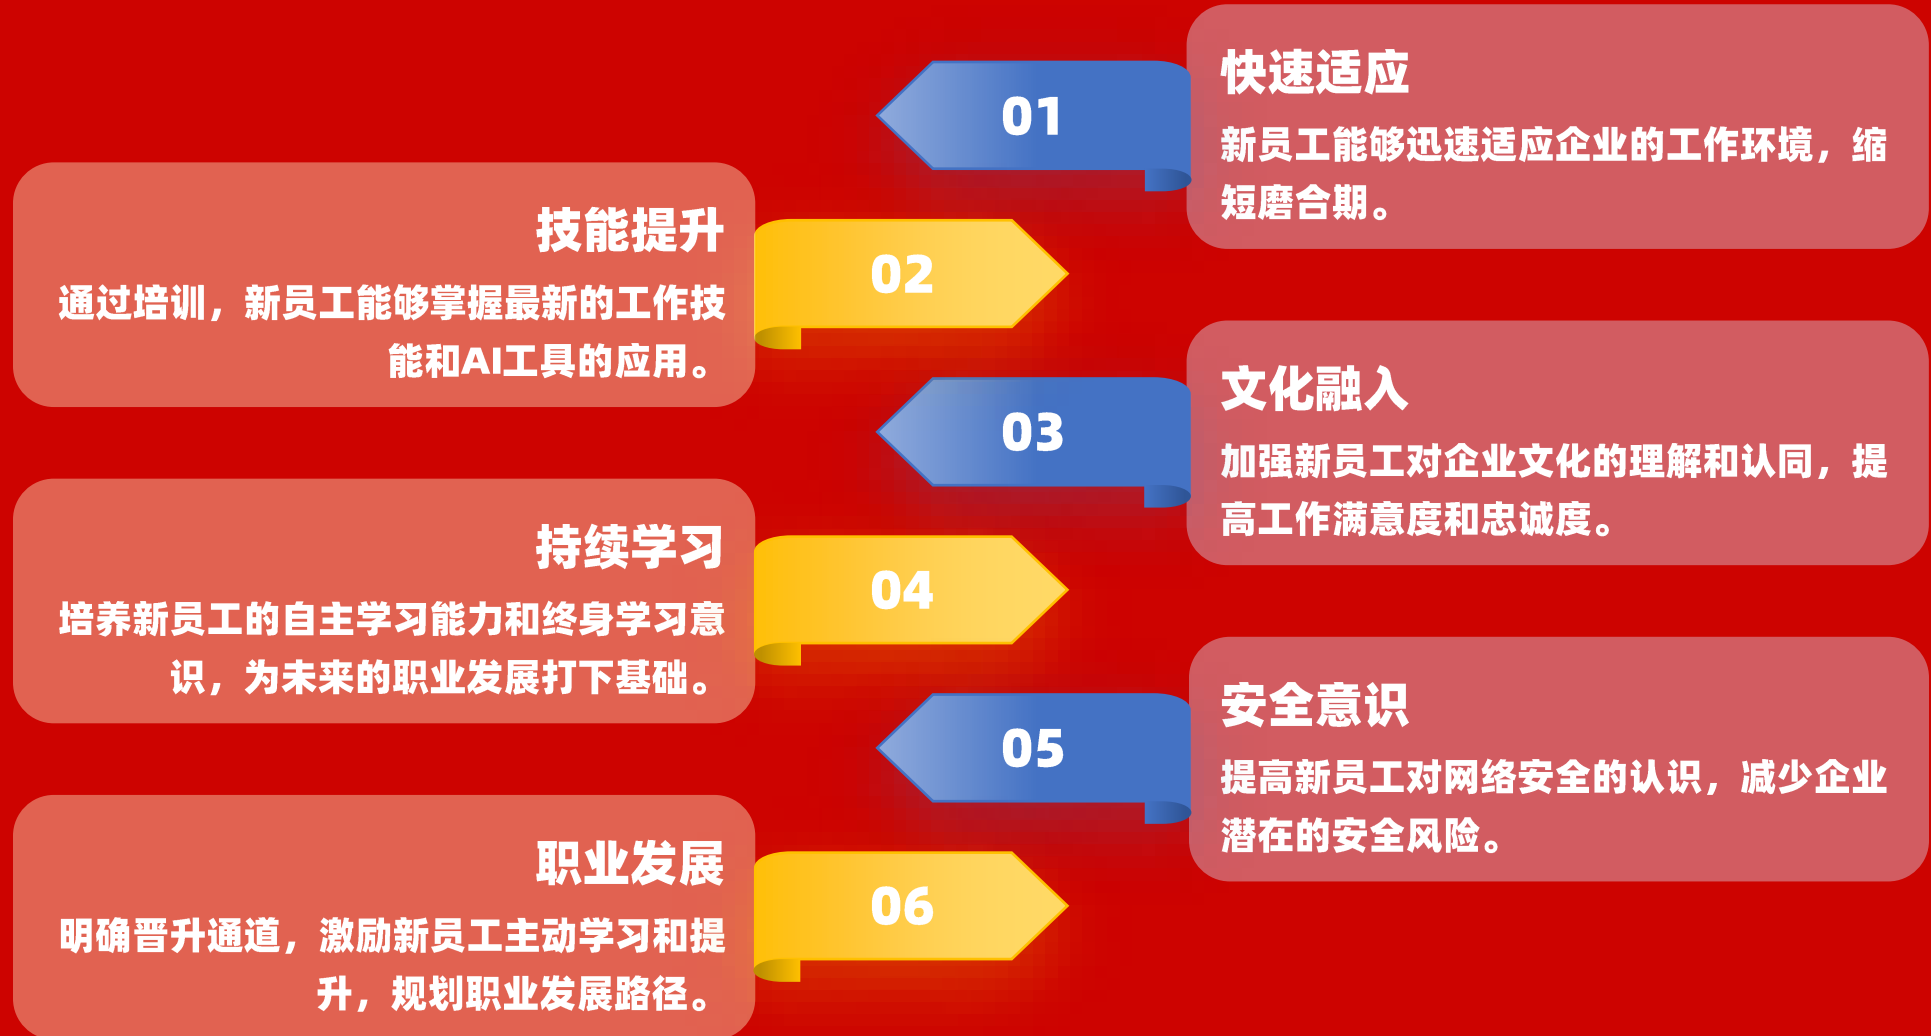 01
快速适应
新员工能够迅速适应企业的工作环境，缩
短磨合期。
02
技能提升
通过培训，新员工能够掌握最新的工作技
能和AI工具的应用。
03
文化融入
加强新员工对企业文化的理解和认同，提
高工作满意度和忠诚度。
04
持续学习
培养新员工的自主学习能力和终身学习意
识，为未来的职业发展打下基础。
05
安全意识
提高新员工对网络安全的认识，减少企业
潜在的安全风险。
06
职业发展
明确晋升通道，激励新员工主动学习和提
升，规划职业发展路径。